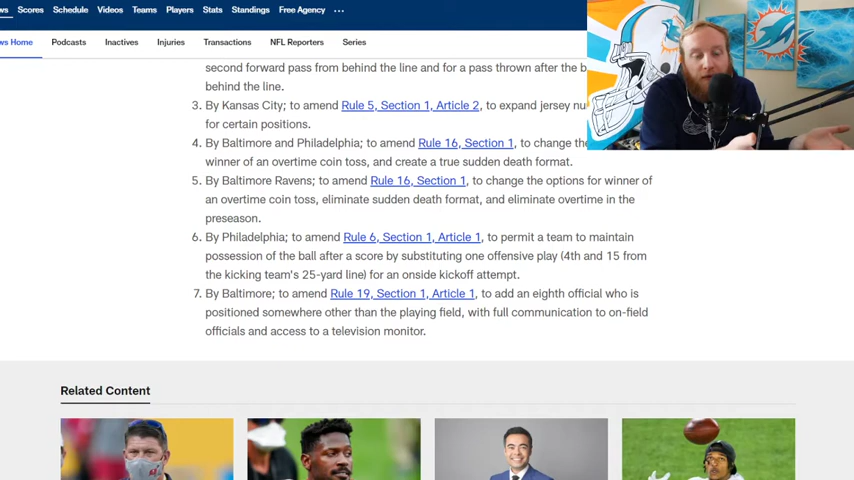 ws Scores Schedule Videos Teams Players Stats Standings Free Agency ...
ws Home Podcasts Inactives Injuries Transactions NFL Reporters Series
second forward pass from behind the line and for a pass thrown after the b
behind the line.
3. By Kansas City; to amend Rule 5, Section 1, Article 2, to expand jersey nu
for certain positions.
4. By Baltimore and Philadelphia; to amend Rule 16, Section 1, to change the
winner of an overtime coin toss, and create a true sudden death format.
5. By Baltimore Ravens; to amend Rule 16, Section 1, to change the options for winner of
an overtime coin toss, eliminate sudden death format, and eliminate overtime in the
preseason.
6. By Philadelphia; to amend Rule 6, Section 1, Article 1, to permit a team to maintain
possession of the ball after a score by substituting one offensive play (4th and 15 from
the kicking team's 25-yard line) for an onside kickoff attempt.
7. By Baltimore; to amend Rule 19, Section 1, Article 1, to add an eighth official who is
positioned somewhere other than the playing field, with full communication to on-field
officials and access to a television monitor.
Related Content